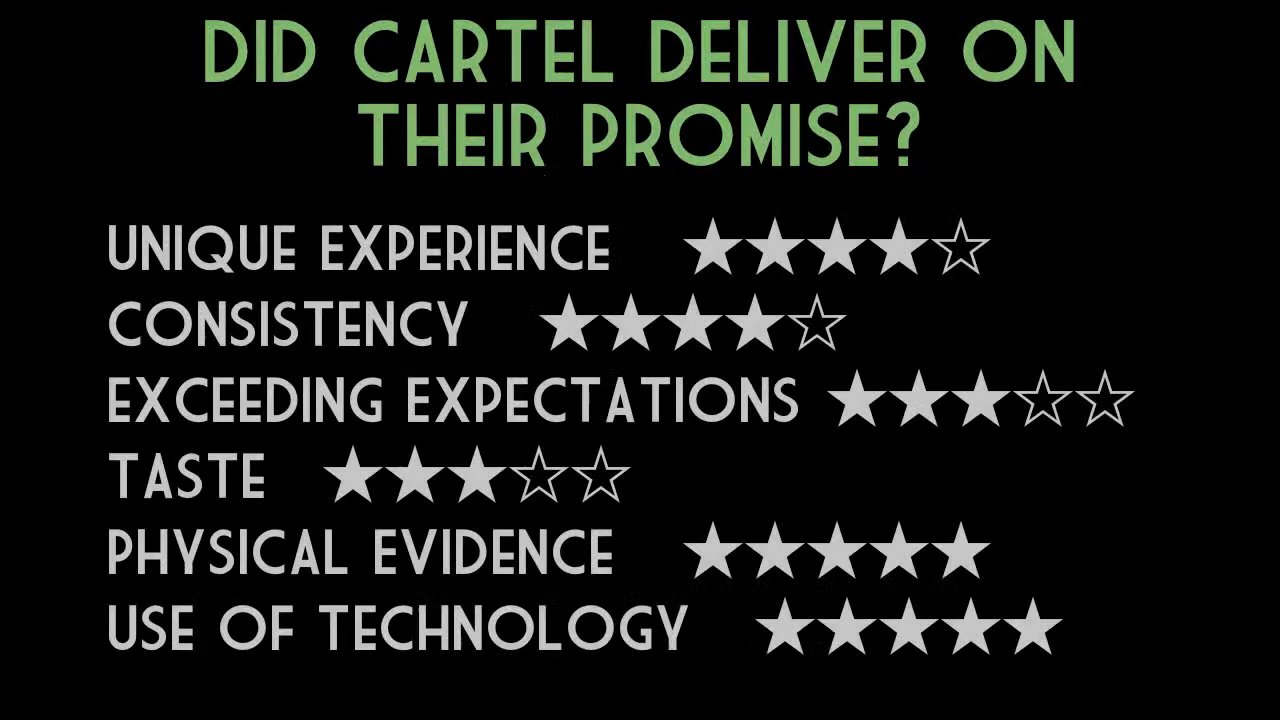 DID CARTEL DELIVER ON
THEIR PROMISE?
UNIQUE EXPERIENCE ★★★★☆
CONSISTENCY ★★★★☆
EXCEEDING EXPECTATIONS ★★★☆☆
TASTE ★★★☆☆
PHYSICAL EVIDENCE ★★★★★
USE OF TECHNOLOGY ★★★★★